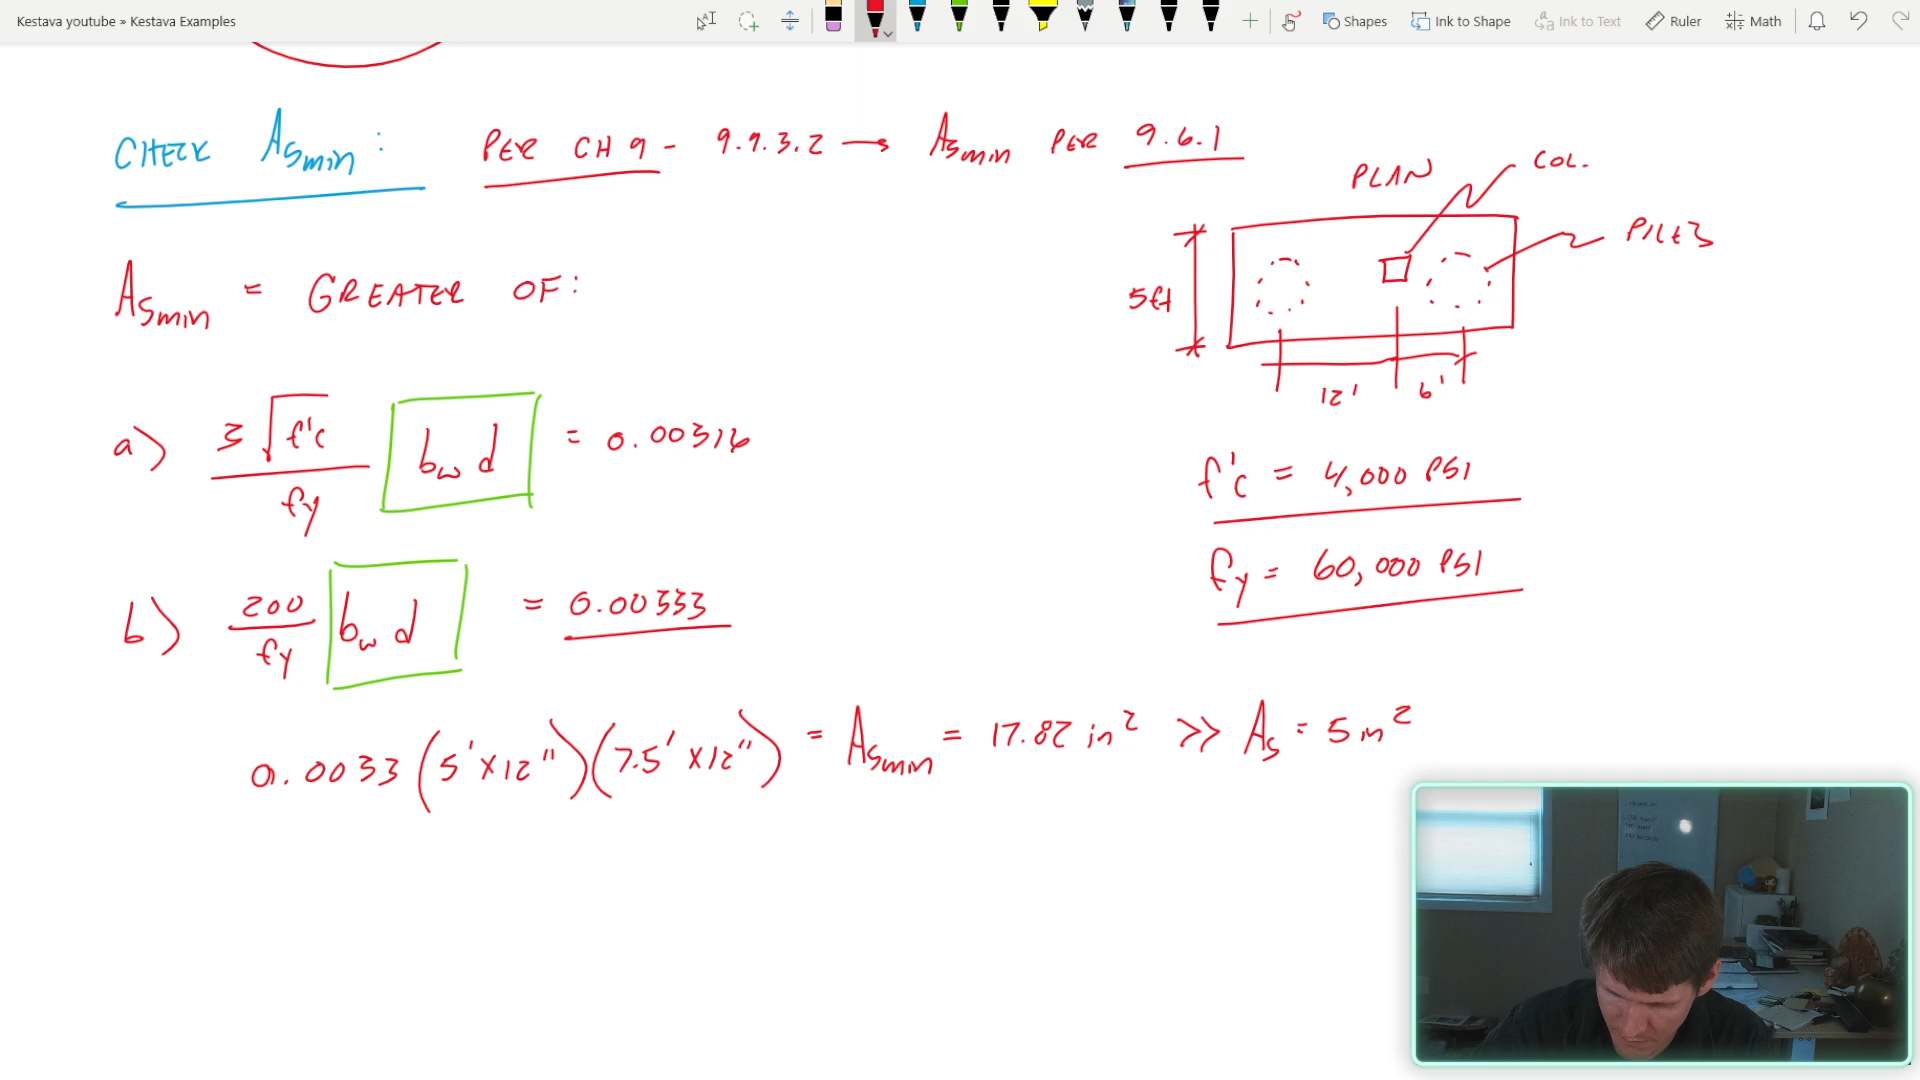 Kestava youtube » Kestava Examples
Shapes
Ink to Shape
Ink to Text
Ruler
Math
CHECK Asmin: PER CH 9 - 9.9.3.2 → Asmin PER 9.6.1
PLAN
COL.
PILES
5ft
12'
6'
Asmin = GREATER OF:
a) 3√f'c / fy bw d = 0.00316
f'c = 4,000 PSI
fy = 60,000 PSI
b) 200 / fy bw d = 0.00333
0.0033 (5' x 12") (7.5' x 12") = Asmin = 17.82 in² >> As = 5 in²